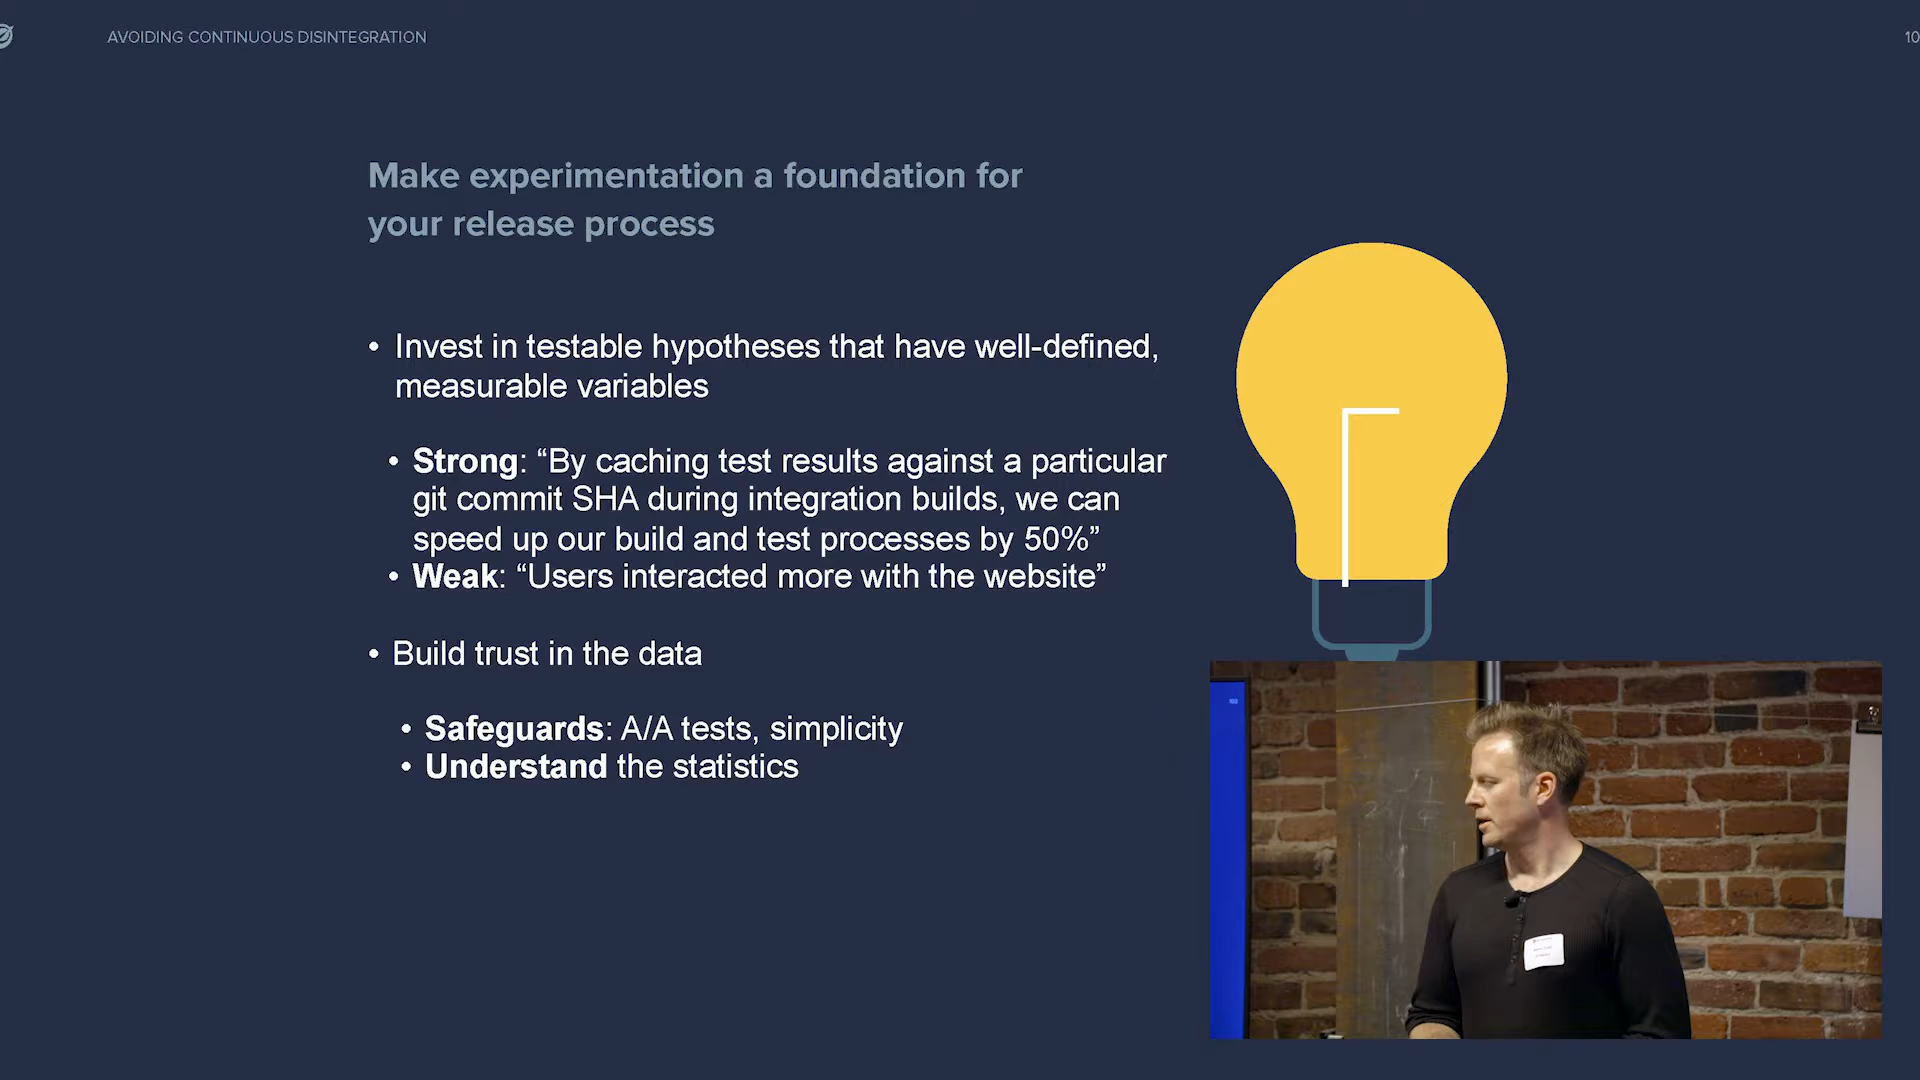 AVOIDING CONTINUOUS DISINTEGRATION
10
Make experimentation a foundation for
your release process
• Invest in testable hypotheses that have well-defined,
measurable variables
• Strong: “By caching test results against a particular
git commit SHA during integration builds, we can
speed up our build and test processes by 50%”
• Weak: “Users interacted more with the website”
• Build trust in the data
• Safeguards: A/A tests, simplicity
• Understand the statistics